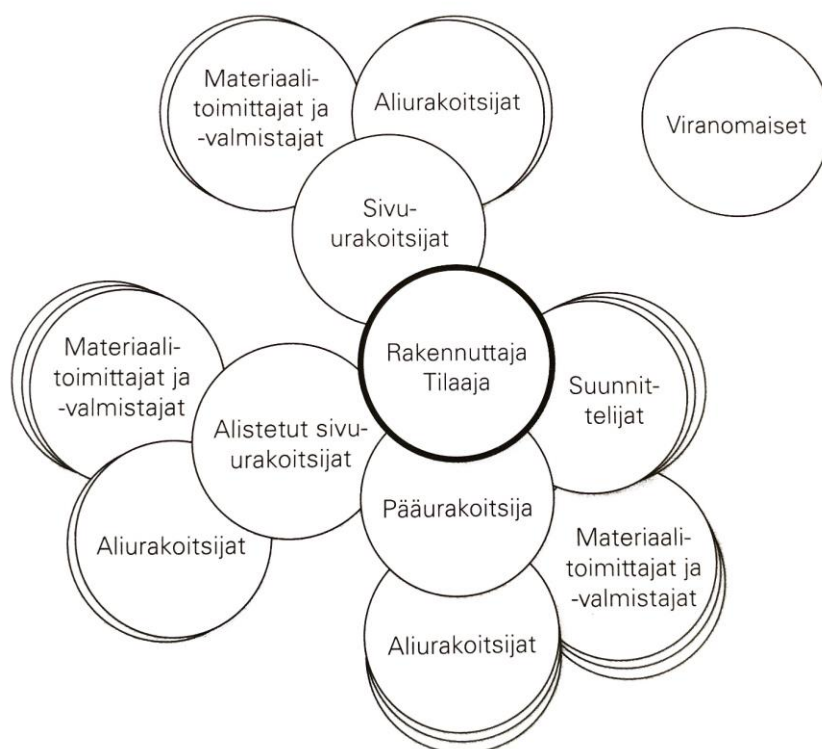 Materiaali-
toimittajat ja
-valmistajat
Aliurakoitsijat
Viranomaiset
Sivu-
urakoitsijat
Rakennuttaja
Tilaaja
Materiaali-
toimittajat ja
-valmistajat
Suunnit-
telijat
Alistetut sivu-
urakoitsijat
Pääurakoitsija
Aliurakoitsijat
Materiaali-
toimittajat ja
-valmistajat
Aliurakoitsijat